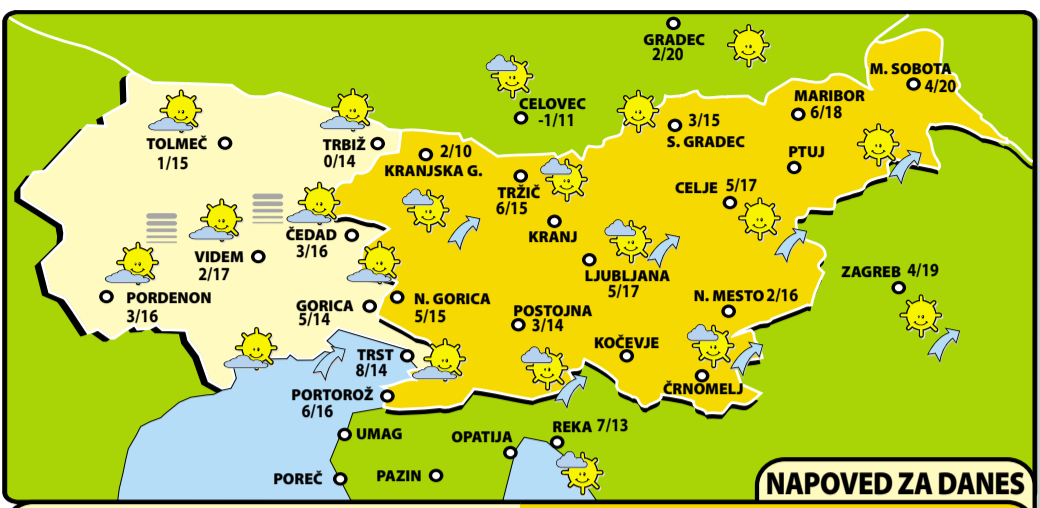 GRADEC
2/20
M. SOBOTA
4/20
CELOVEC
-1/11
MARIBOR
6/18
3/15
S. GRADEC
TOLMEČ
1/15
TRBIŽ
0/14
2/10
KRANJSKA G.
PTUJ
TRŽIČ
6/15
CELJE 5/17
KRANJ
ČEDAD
3/16
VIDEM
2/17
LJUBLJANA
5/17
ZAGREB 4/19
PORDENON
3/16
GORICA
5/14
N. GORICA
5/15
N. MESTO 2/16
POSTOJNA
3/14
KOČEVJE
TRST
8/14
ČRNOMELJ
PORTOROŽ
6/16
UMAG
OPATIJA
REKA 7/13
POREČ
PAZIN
NAPOVED ZA DANES